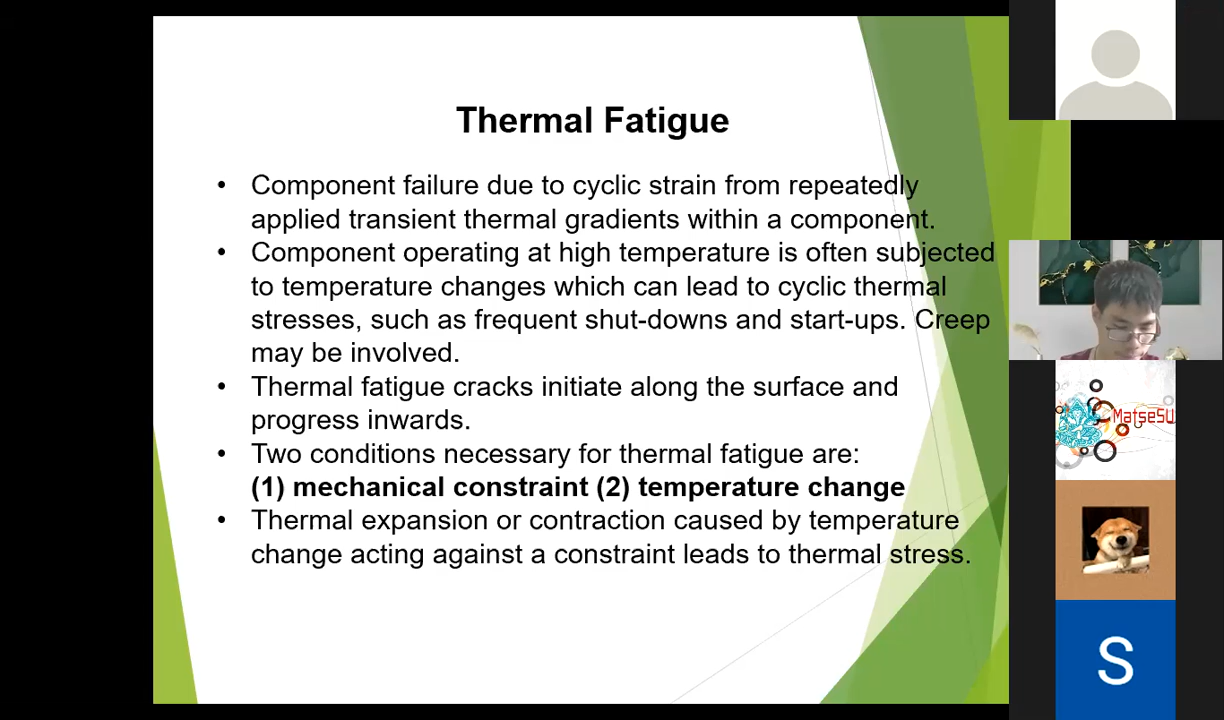 Thermal Fatigue
• Component failure due to cyclic strain from repeatedly
applied transient thermal gradients within a component.
• Component operating at high temperature is often subjected
to temperature changes which can lead to cyclic thermal
stresses, such as frequent shut-downs and start-ups. Creep
may be involved.
• Thermal fatigue cracks initiate along the surface and
progress inwards.
• Two conditions necessary for thermal fatigue are:
(1) mechanical constraint (2) temperature change
• Thermal expansion or contraction caused by temperature
change acting against a constraint leads to thermal stress.
MatseSU
S